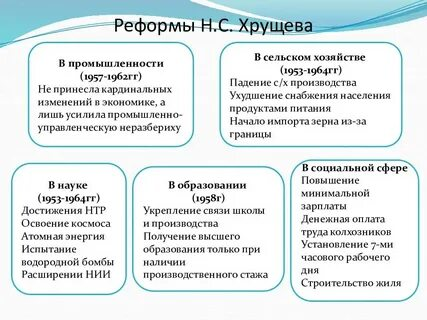 Реформы Н.С. Хрущева
В промышленности
(1957-1962гг)
Не принесла кардинальных
изменений в экономике, а
лишь усилила промышленно-
управленческую неразбериху
В сельском хозяйстве
(1953-1964гг)
Падение с/х производства
Ухудшение снабжения населения
продуктами питания
Начало импорта зерна из-за
границы
В науке
(1953-1964гг)
Достижения НТР
Освоение космоса
Атомная энергия
Испытание
водородной бомбы
Расширении НИИ
В образовании
(1958г)
Укрепление связи школы
и производства
Получение высшего
образования только при
наличии
производственного стажа
В социальной сфере
Повышение
минимальной
зарплаты
Денежная оплата
труда колхозников
Установление 7-ми
часового рабочего
дня
Строительство жиля